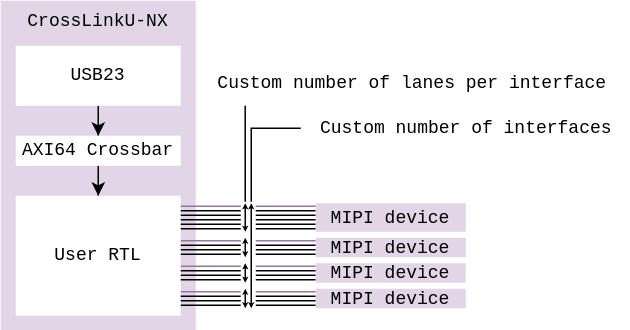 CrossLinkU-NX
USB23
Custom number of lanes per interface
Custom number of interfaces
AXI64 Crossbar
User RTL
MIPI device
MIPI device
MIPI device
MIPI device